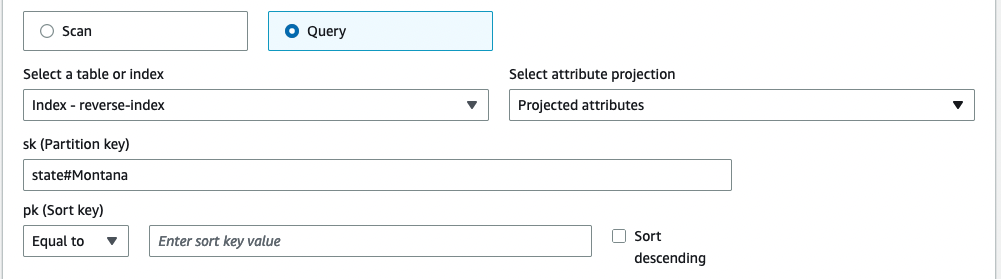 Scan
Query
Select a table or index
Select attribute projection
Index - reverse-index
Projected attributes
sk (Partition key)
state#Montana
pk (Sort key)
Equal to
Enter sort key value
Sort
descending